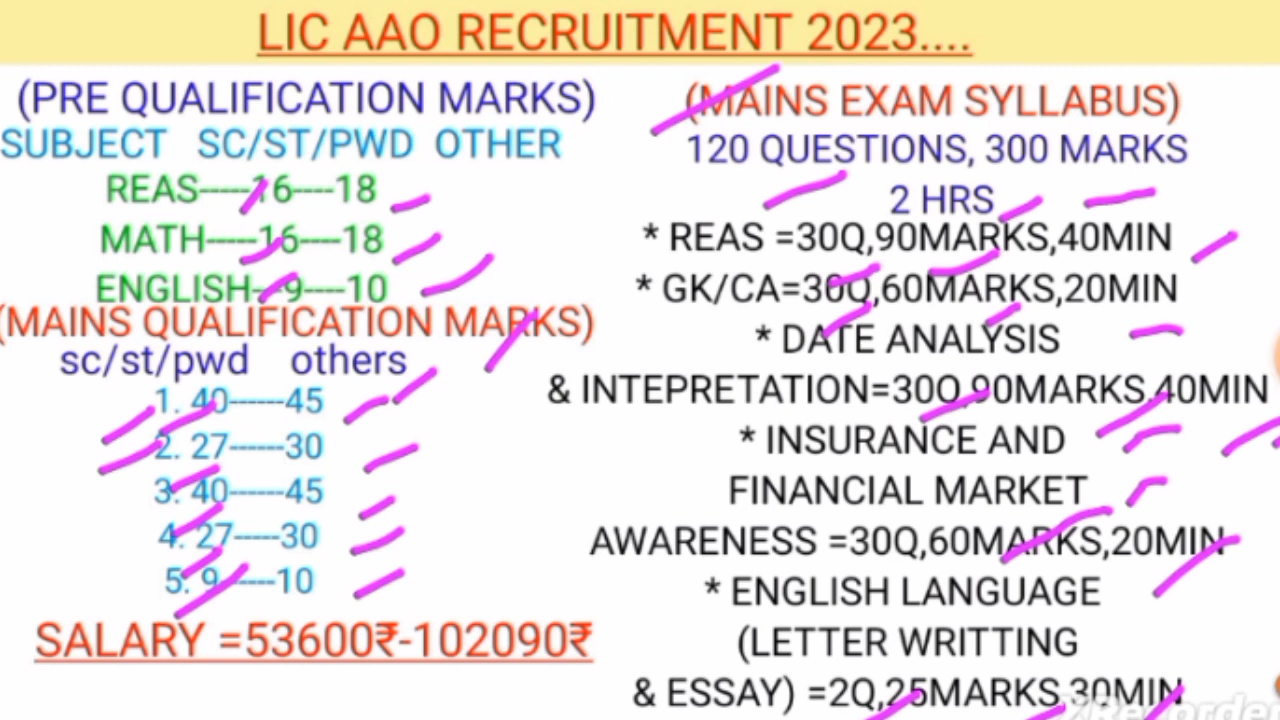 LIC AAO RECRUITMENT 2023....
(PRE QUALIFICATION MARKS)
SUBJECT SC/ST/PWD OTHER
REAS-----16----18
MATH-----16----18
ENGLISH--9----10
(MAINS QUALIFICATION MARKS)
sc/st/pwd others
1. 40------45
2. 27------30
3. 40------45
4. 27-----30
5. 9-----10
SALARY =53600₹-102090₹
(MAINS EXAM SYLLABUS)
120 QUESTIONS, 300 MARKS
2 HRS
* REAS =30Q,90MARKS,40MIN
* GK/CA=30Q,60MARKS,20MIN
* DATE ANALYSIS
& INTEPRETATION=30Q,90MARKS,40MIN
* INSURANCE AND
FINANCIAL MARKET
AWARENESS =30Q,60MARKS,20MIN
* ENGLISH LANGUAGE
(LETTER WRITTING
& ESSAY) =2Q,25MARKS,30MIN
XRecorder